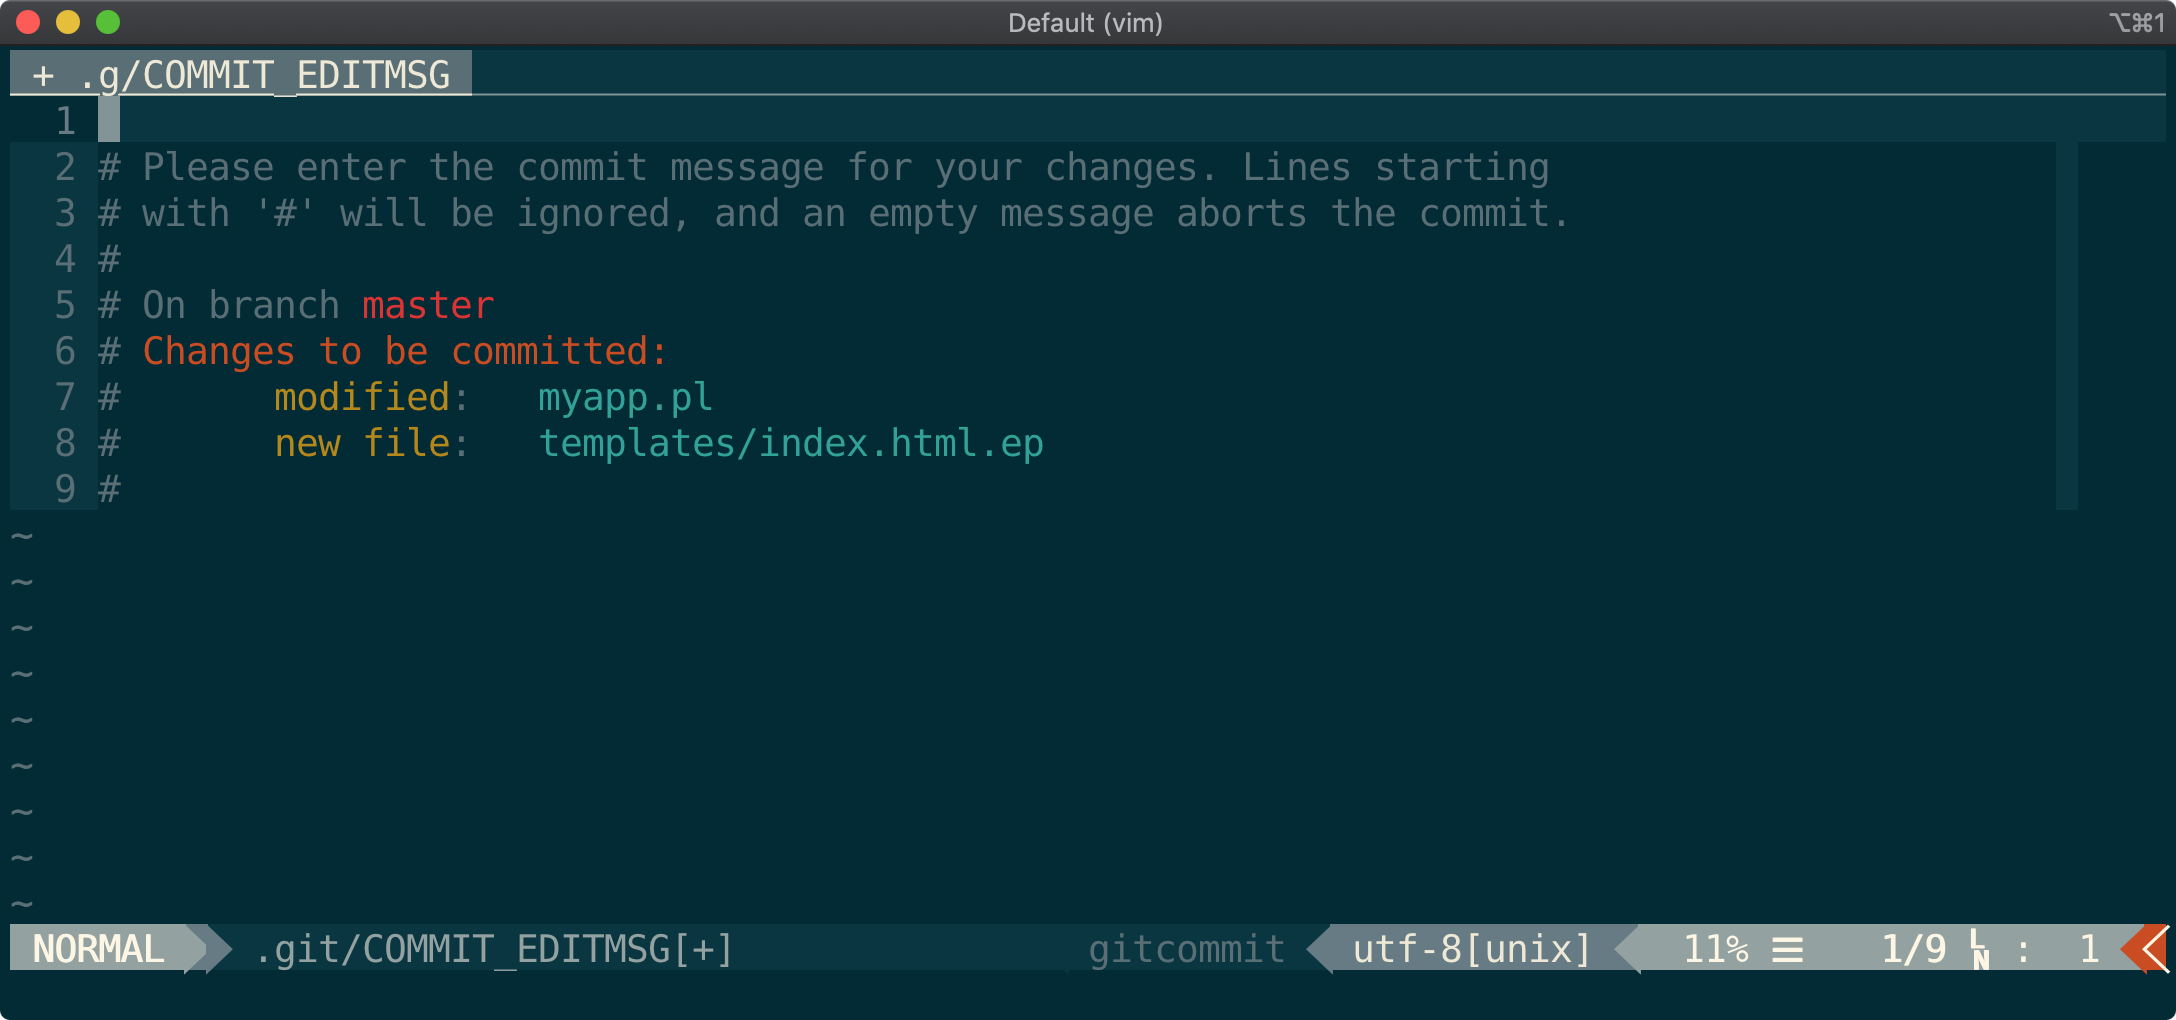 Default (vim) ⌥⌘1
+ .g/COMMIT_EDITMSG
1
2 # Please enter the commit message for your changes. Lines starting
3 # with '#' will be ignored, and an empty message aborts the commit.
4 #
5 # On branch master
6 # Changes to be committed:
7 #       modified:   myapp.pl
8 #       new file:   templates/index.html.ep
9 #
~
~
~
~
~
~
~
~
~
NORMAL .git/COMMIT_EDITMSG[+] gitcommit utf-8[unix] 11% ☰ 1/9 LN : 1